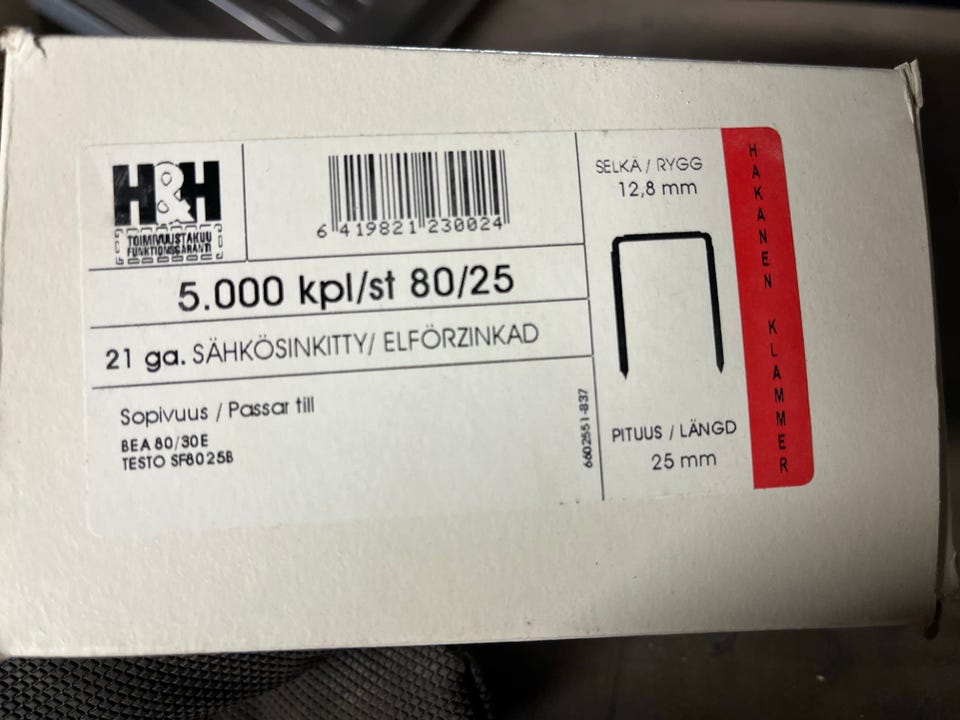 H&H
TOIMIVUUSTAKUU
FUNKTIONSGARANTI
6 419821 230024
5.000 kpl/st 80/25
21 ga. SÄHKÖSINKITTY/ ELFÖRZINKAD
Sopivuus / Passar till
BEA 80/30E
TESTO SF8025B
6602551-837
SELKÄ / RYGG
12,8 mm
PITUUS / LÄNGD
25 mm
HAKANEN KLAMMER